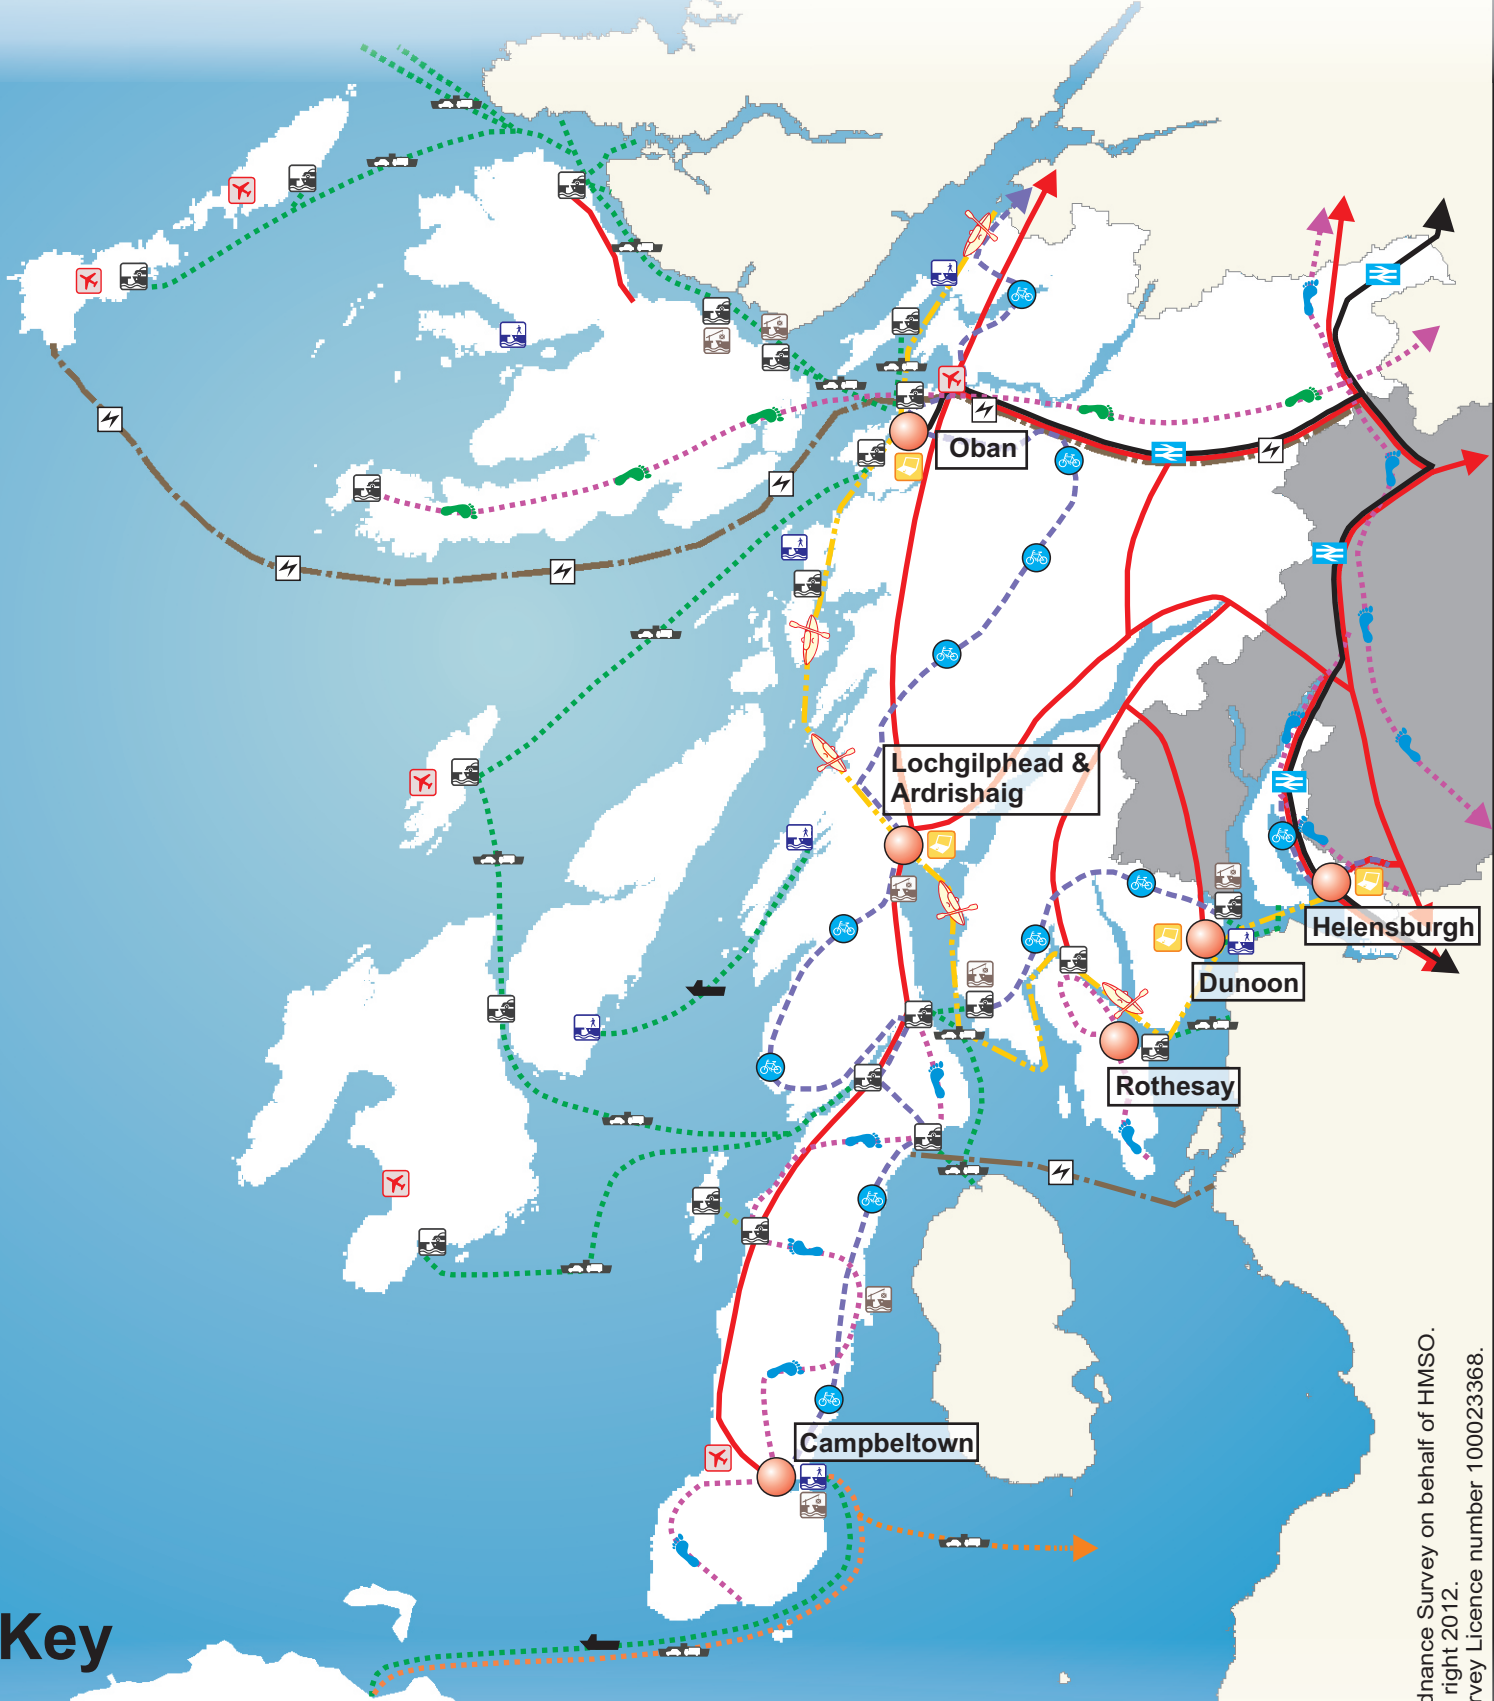 Oban
Lochgilphead &
Ardrishaig
Helensburgh
Dunoon
Rothesay
Campbeltown
Key
dnance Survey on behalf of HMSO.
right 2012.
rvey Licence number 100023368.